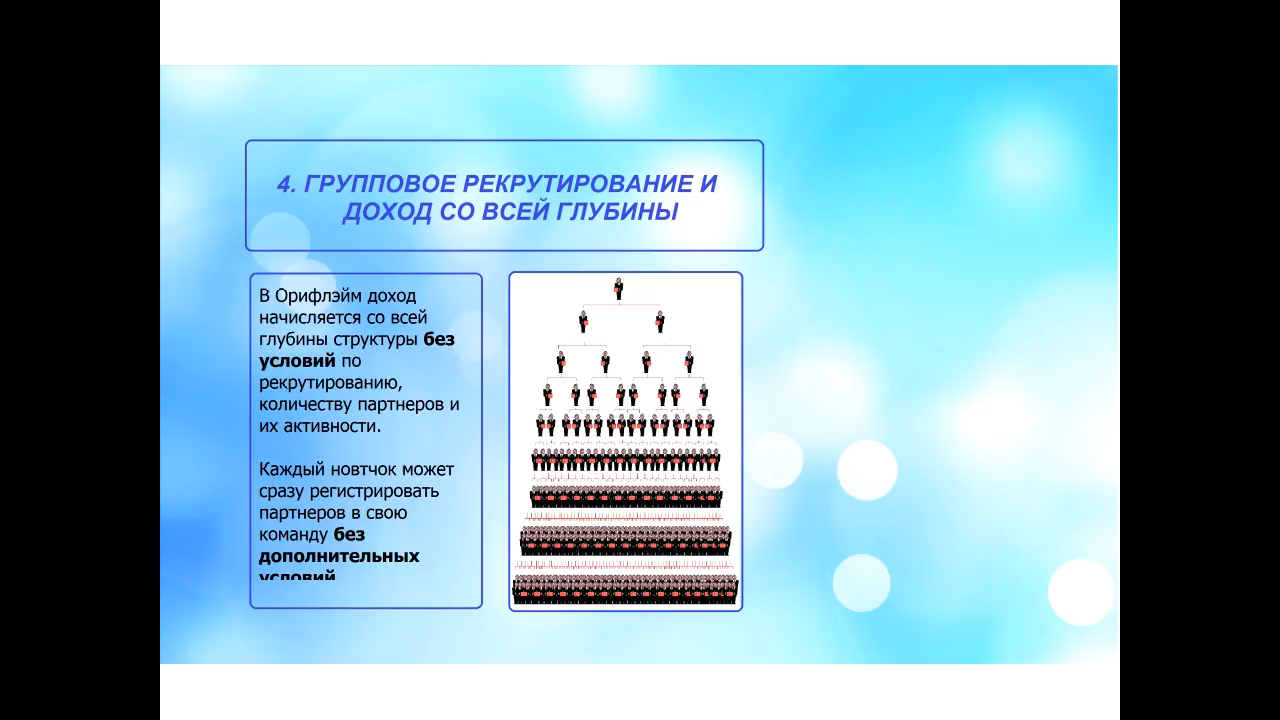 4. ГРУППОВОЕ РЕКРУТИРОВАНИЕ И
ДОХОД СО ВСЕЙ ГЛУБИНЫ
В Орифлэйм доход
начисляется со всей
глубины структуры без
условий по
рекрутированию,
количеству партнеров и
их активности.
Каждый новтчок может
сразу регистрировать
партнеров в свою
команду без
дополнительных
условий